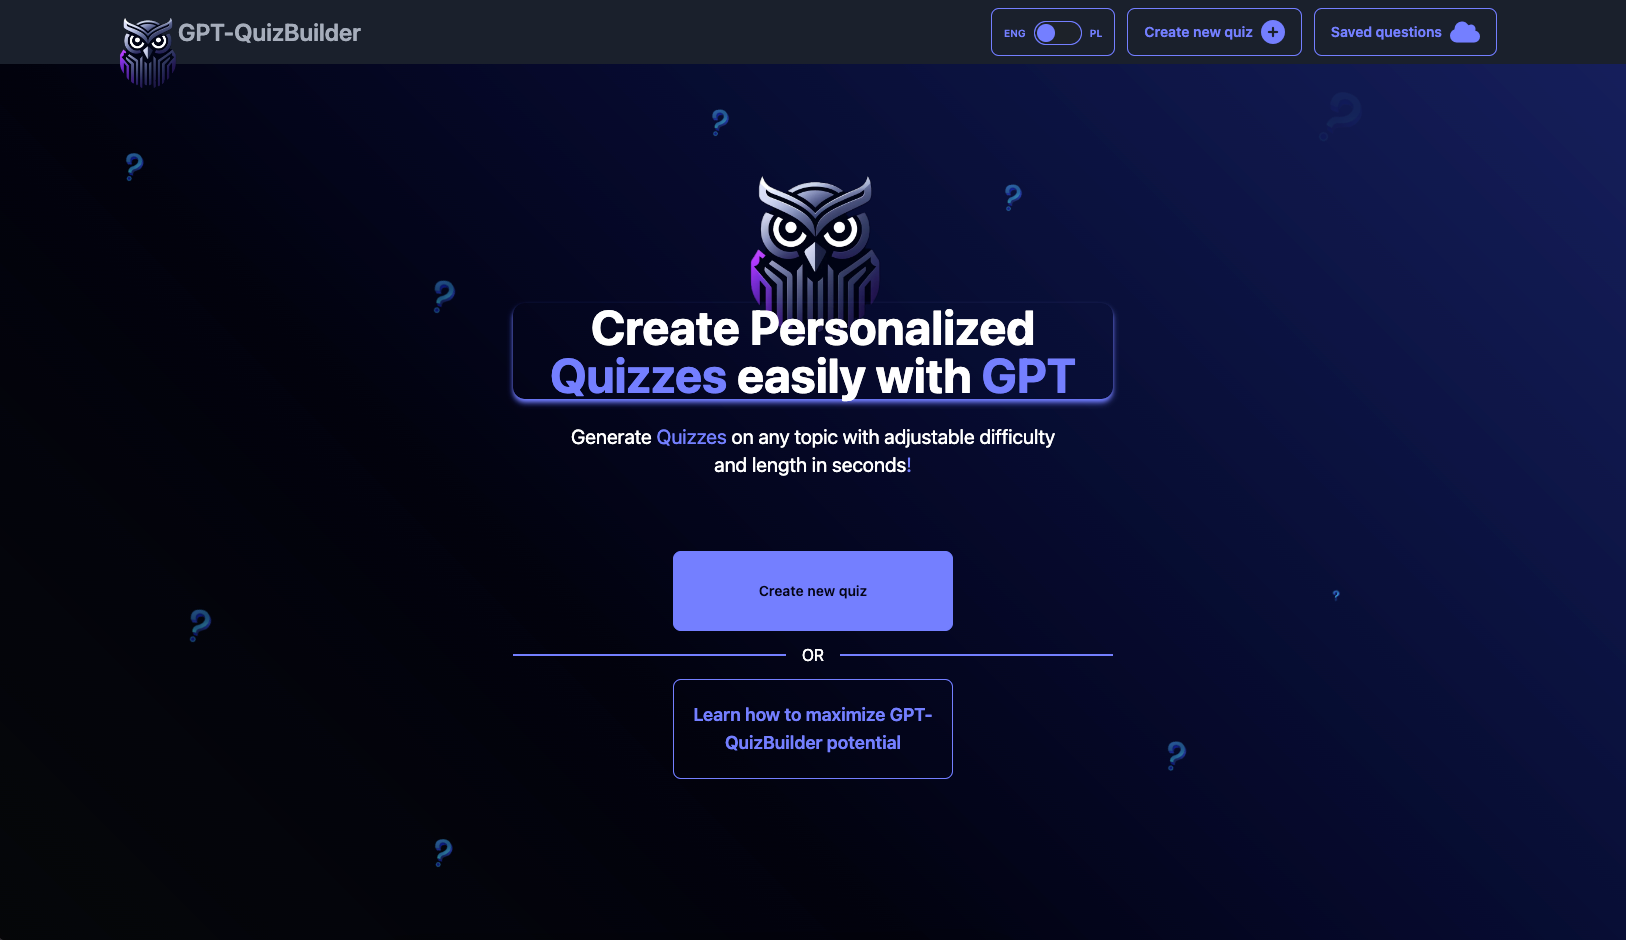 GPT-QuizBuilder
ENG PL
Create new quiz
Saved questions
Create Personalized
Quizzes easily with GPT
Generate Quizzes on any topic with adjustable difficulty
and length in seconds!
Create new quiz
OR
Learn how to maximize GPT-
QuizBuilder potential